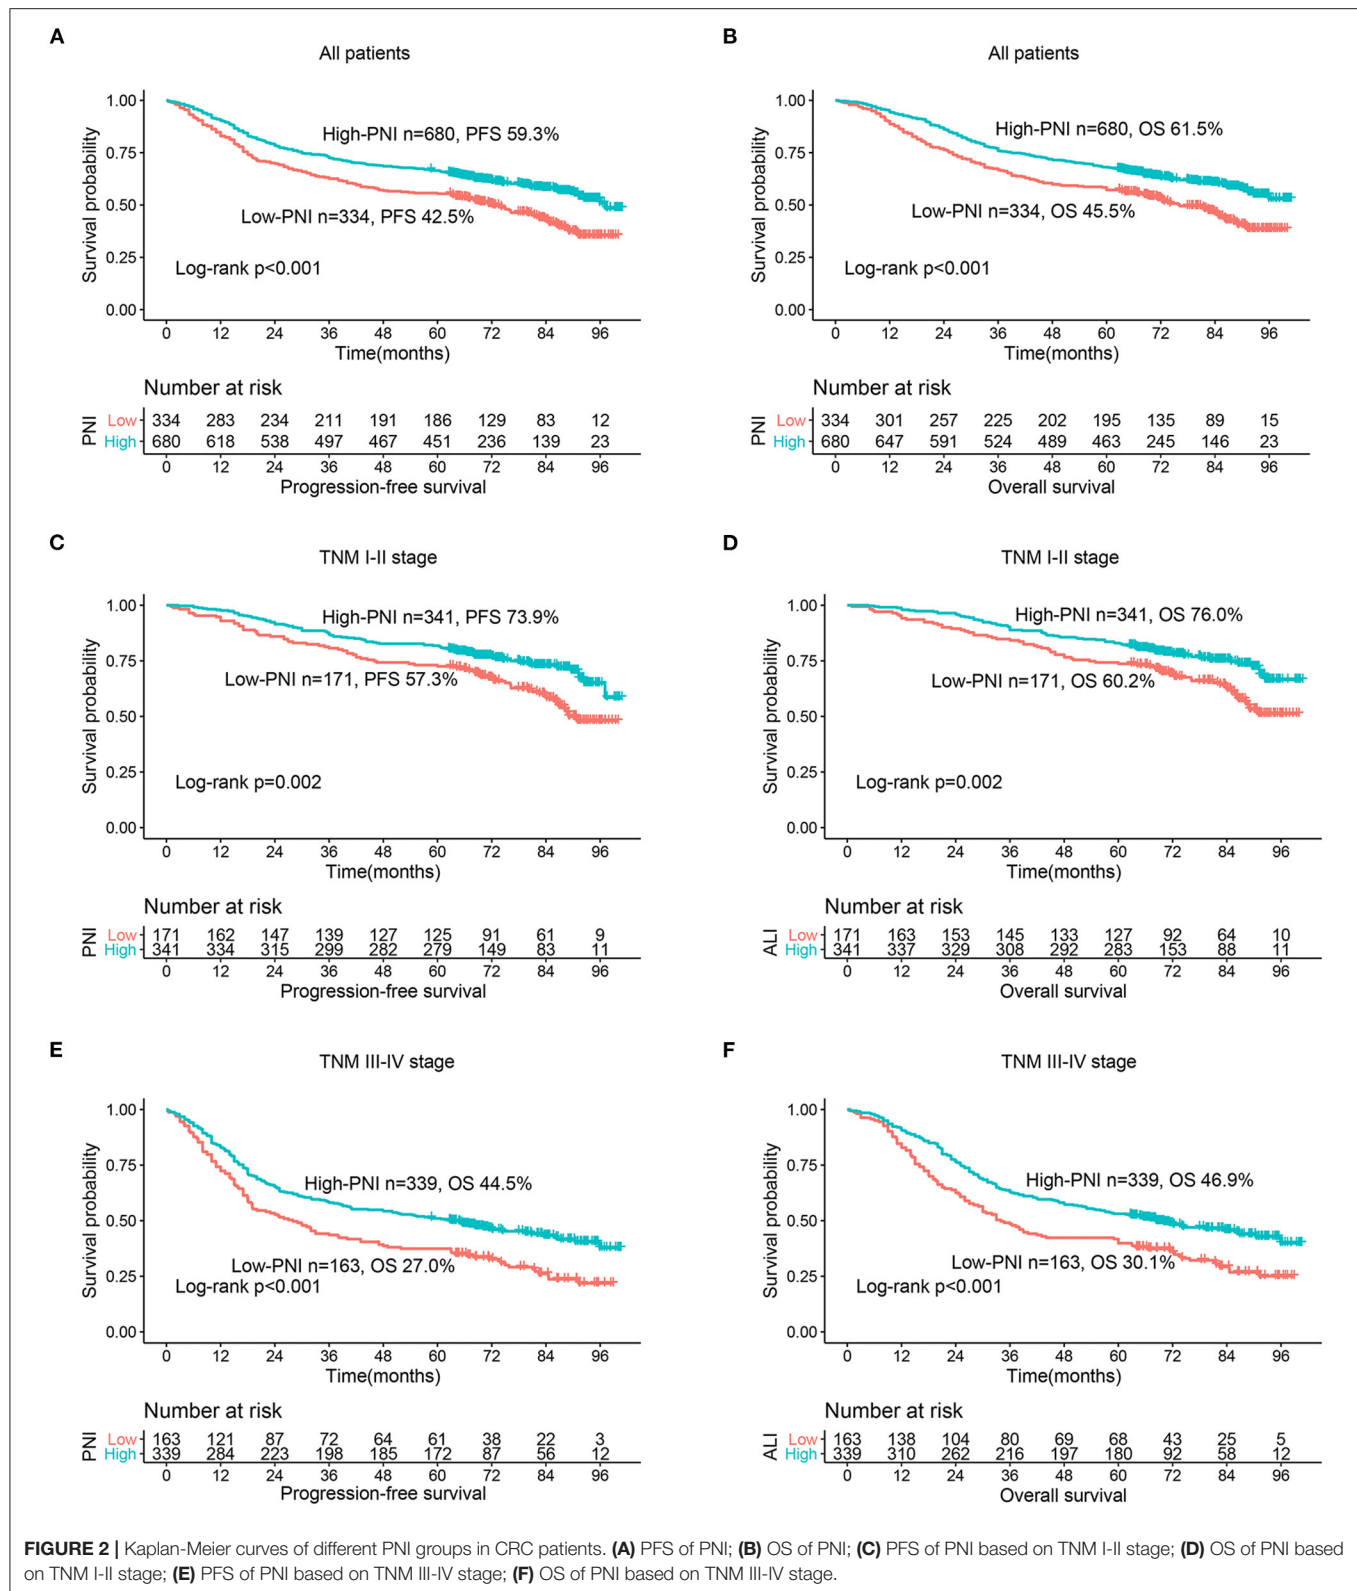 A
All patients
Survival probability
1.00
0.75
0.50
0.25
0.00
High-PNI n=680, PFS 59.3%
Low-PNI n=334, PFS 42.5%
Log-rank p<0.001
0 12 24 36 48 60 72 84 96
Time(months)
Number at risk
PNI
Low 334 283 234 211 191 186 129 83 12
High 680 618 538 497 467 451 236 139 23
0 12 24 36 48 60 72 84 96
Progression-free survival
B
All patients
Survival probability
1.00
0.75
0.50
0.25
0.00
High-PNI n=680, OS 61.5%
Low-PNI n=334, OS 45.5%
Log-rank p<0.001
0 12 24 36 48 60 72 84 96
Time(months)
Number at risk
PNI
Low 334 301 257 225 202 195 135 89 15
High 680 647 591 524 489 463 245 146 23
0 12 24 36 48 60 72 84 96
Overall survival
C
TNM I-II stage
Survival probability
1.00
0.75
0.50
0.25
0.00
High-PNI n=341, PFS 73.9%
Low-PNI n=171, PFS 57.3%
Log-rank p=0.002
0 12 24 36 48 60 72 84 96
Time(months)
Number at risk
PNI
Low 171 162 147 139 127 125 91 61 9
High 341 334 315 299 282 279 149 83 11
0 12 24 36 48 60 72 84 96
Progression-free survival
D
TNM I-II stage
Survival probability
1.00
0.75
0.50
0.25
0.00
High-PNI n=341, OS 76.0%
Low-PNI n=171, OS 60.2%
Log-rank p=0.002
0 12 24 36 48 60 72 84 96
Time(months)
Number at risk
ALI
Low 171 163 153 145 133 127 92 64 10
High 341 337 329 308 292 283 153 88 11
0 12 24 36 48 60 72 84 96
Overall survival
E
TNM III-IV stage
Survival probability
1.00
0.75
0.50
0.25
0.00
High-PNI n=339, OS 44.5%
Low-PNI n=163, OS 27.0%
Log-rank p<0.001
0 12 24 36 48 60 72 84 96
Time(months)
Number at risk
PNI
Low 163 121 87 72 64 61 38 22 3
High 339 284 223 198 185 172 87 56 12
0 12 24 36 48 60 72 84 96
Progression-free survival
F
TNM III-IV stage
Survival probability
1.00
0.75
0.50
0.25
0.00
High-PNI n=339, OS 46.9%
Low-PNI n=163, OS 30.1%
Log-rank p<0.001
0 12 24 36 48 60 72 84 96
Time(months)
Number at risk
ALI
Low 163 138 104 80 69 68 43 25 5
High 339 310 262 216 197 180 92 58 12
0 12 24 36 48 60 72 84 96
Overall survival
FIGURE 2 | Kaplan-Meier curves of different PNI groups in CRC patients. (A) PFS of PNI; (B) OS of PNI; (C) PFS of PNI based on TNM I-II stage; (D) OS of PNI based
on TNM I-II stage; (E) PFS of PNI based on TNM III-IV stage; (F) OS of PNI based on TNM III-IV stage.